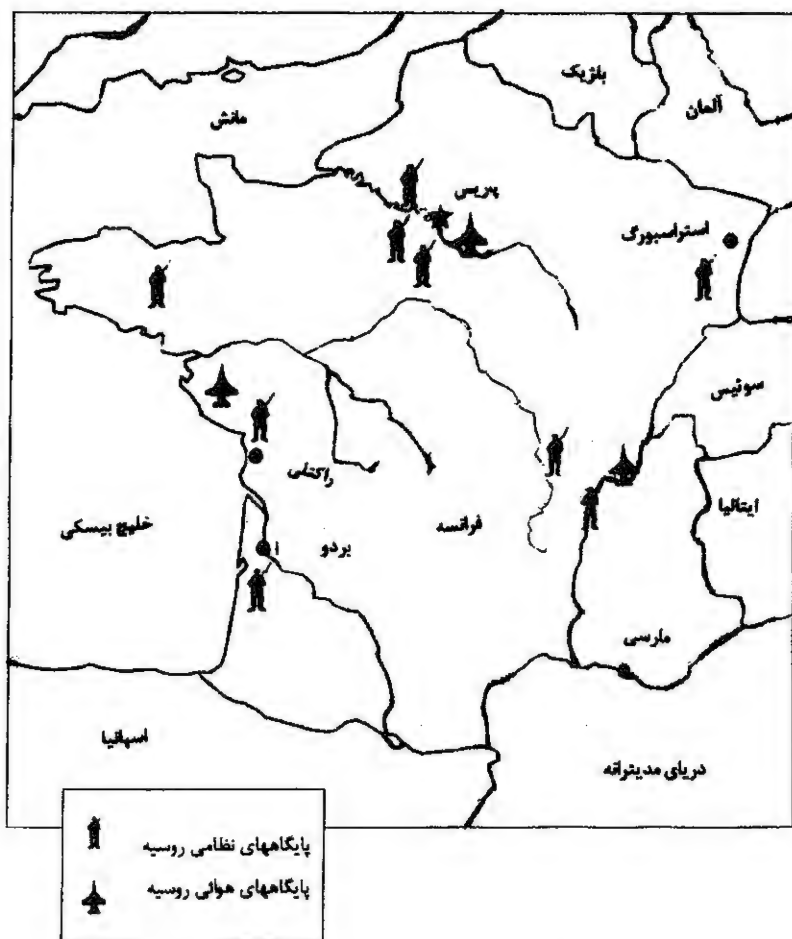 بلژیک
آلمان
مانش
پاریس
استراسبورگ
سوئیس
راکتلی
ایتالیا
خلیج بیسکی
فرانسه
بردو
مارسی
اسپانیا
دریای مدیترانه
پایگاههای نظامی روسیه
پایگاههای هوائی روسیه